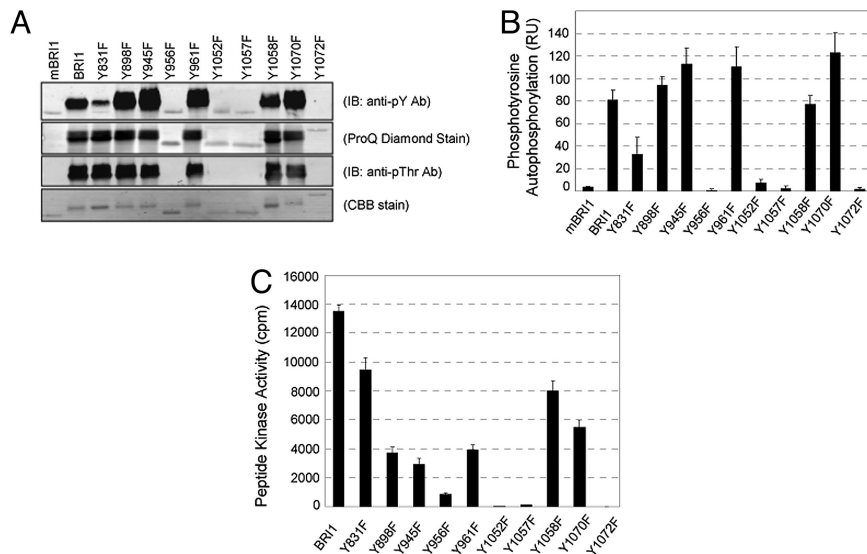 A
mBRI1
BRI1
Y831F
Y898F
Y945F
Y956F
Y961F
Y1052F
Y1057F
Y1058F
Y1070F
Y1072F
(IB: anti-pY Ab)
(ProQ Diamond Stain)
(IB: anti-pThr Ab)
(CBB stain)
B
Phosphotyrosine
Autophosphorylation (RU)
140
120
100
80
60
40
20
0
mBRI1
BRI1
Y831F
Y898F
Y945F
Y956F
Y961F
Y1052F
Y1057F
Y1058F
Y1070F
Y1072F
C
Peptide Kinase Activity (cpm)
16000
14000
12000
10000
8000
6000
4000
2000
0
BRI1
Y831F
Y898F
Y945F
Y956F
Y961F
Y1052F
Y1057F
Y1058F
Y1070F
Y1072F